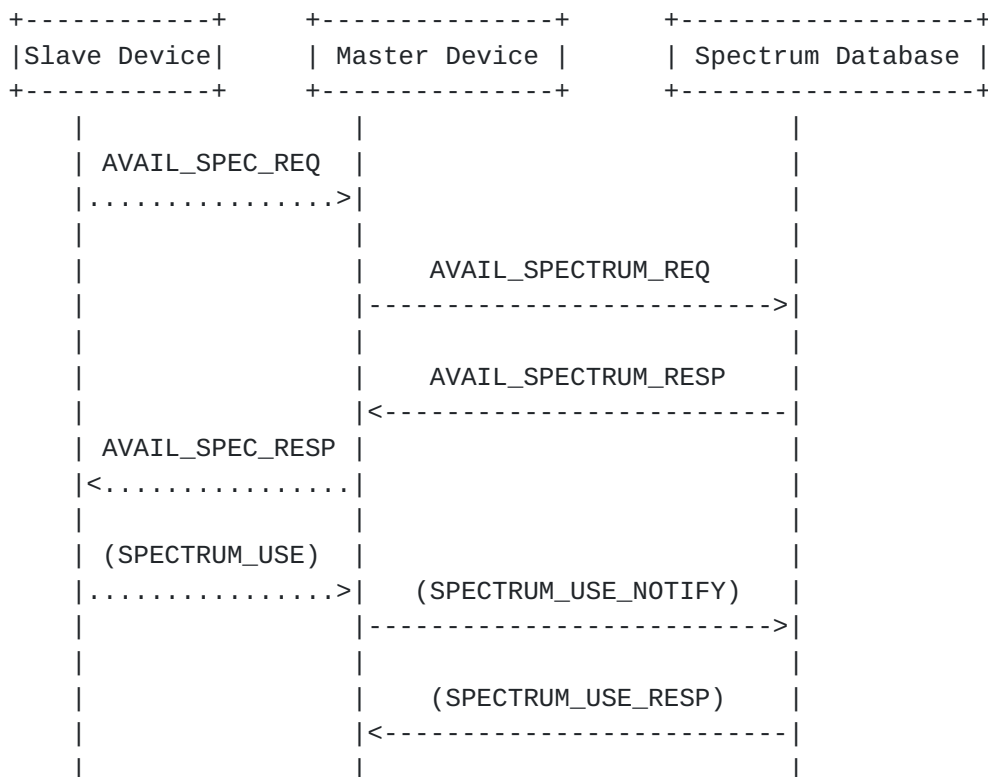 Slave Device Master Device Spectrum Database
AVAIL_SPEC_REQ
AVAIL_SPECTRUM_REQ
AVAIL_SPECTRUM_RESP
AVAIL_SPEC_RESP
(SPECTRUM_USE)
(SPECTRUM_USE_NOTIFY)
(SPECTRUM_USE_RESP)